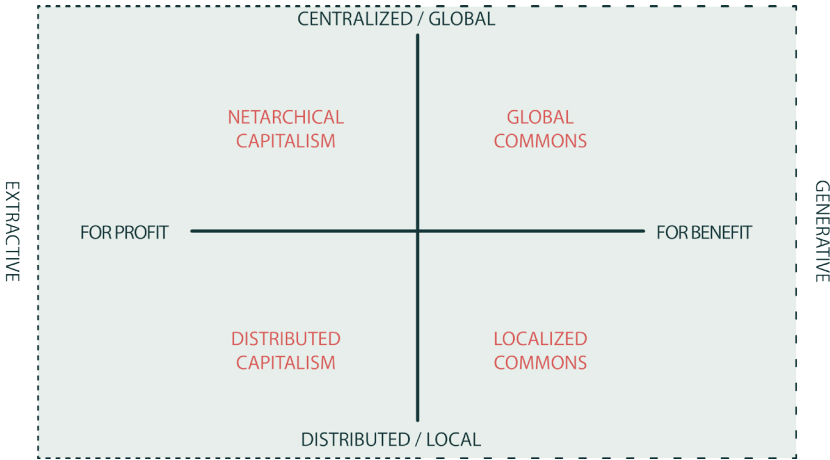 CENTRALIZED / GLOBAL
NETARCHICAL
CAPITALISM
GLOBAL
COMMONS
EXTRACTIVE
FOR PROFIT
FOR BENEFIT
GENERATIVE
DISTRIBUTED
CAPITALISM
LOCALIZED
COMMONS
DISTRIBUTED / LOCAL